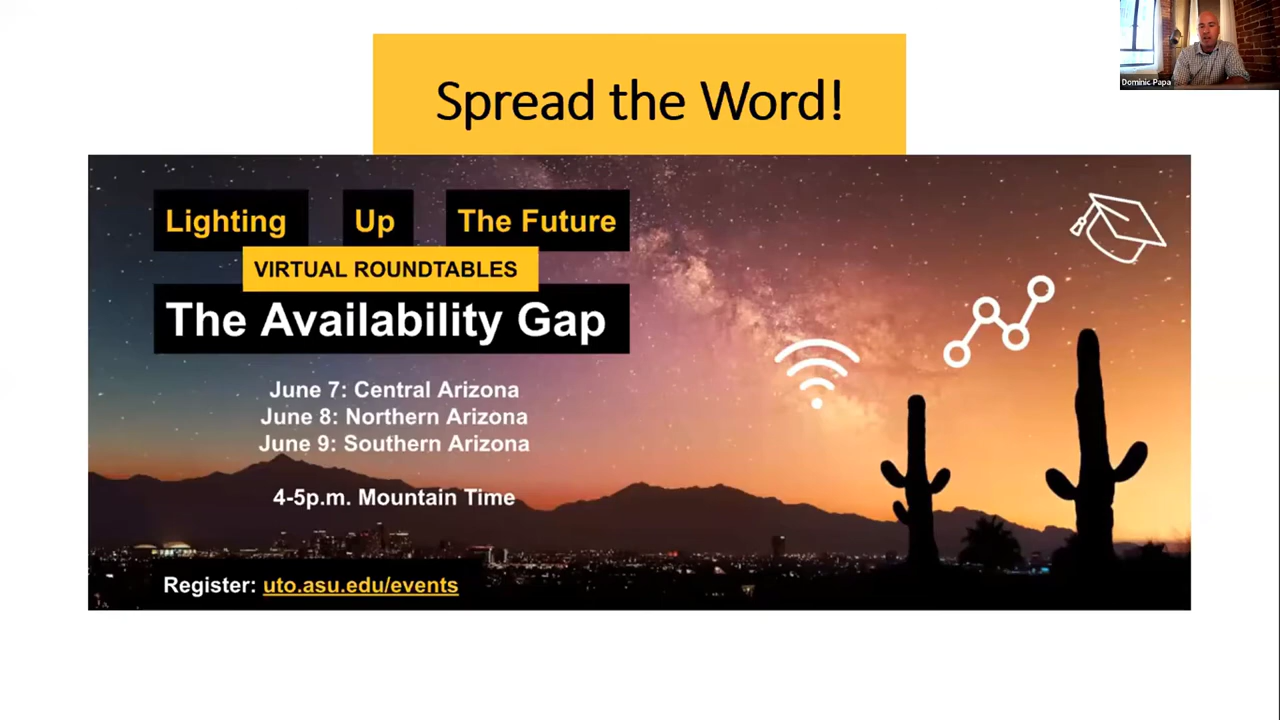 Spread the Word!
Dominic Papa
Lighting Up The Future
VIRTUAL ROUNDTABLES
The Availability Gap
June 7: Central Arizona
June 8: Northern Arizona
June 9: Southern Arizona
4-5p.m. Mountain Time
Register: uto.asu.edu/events